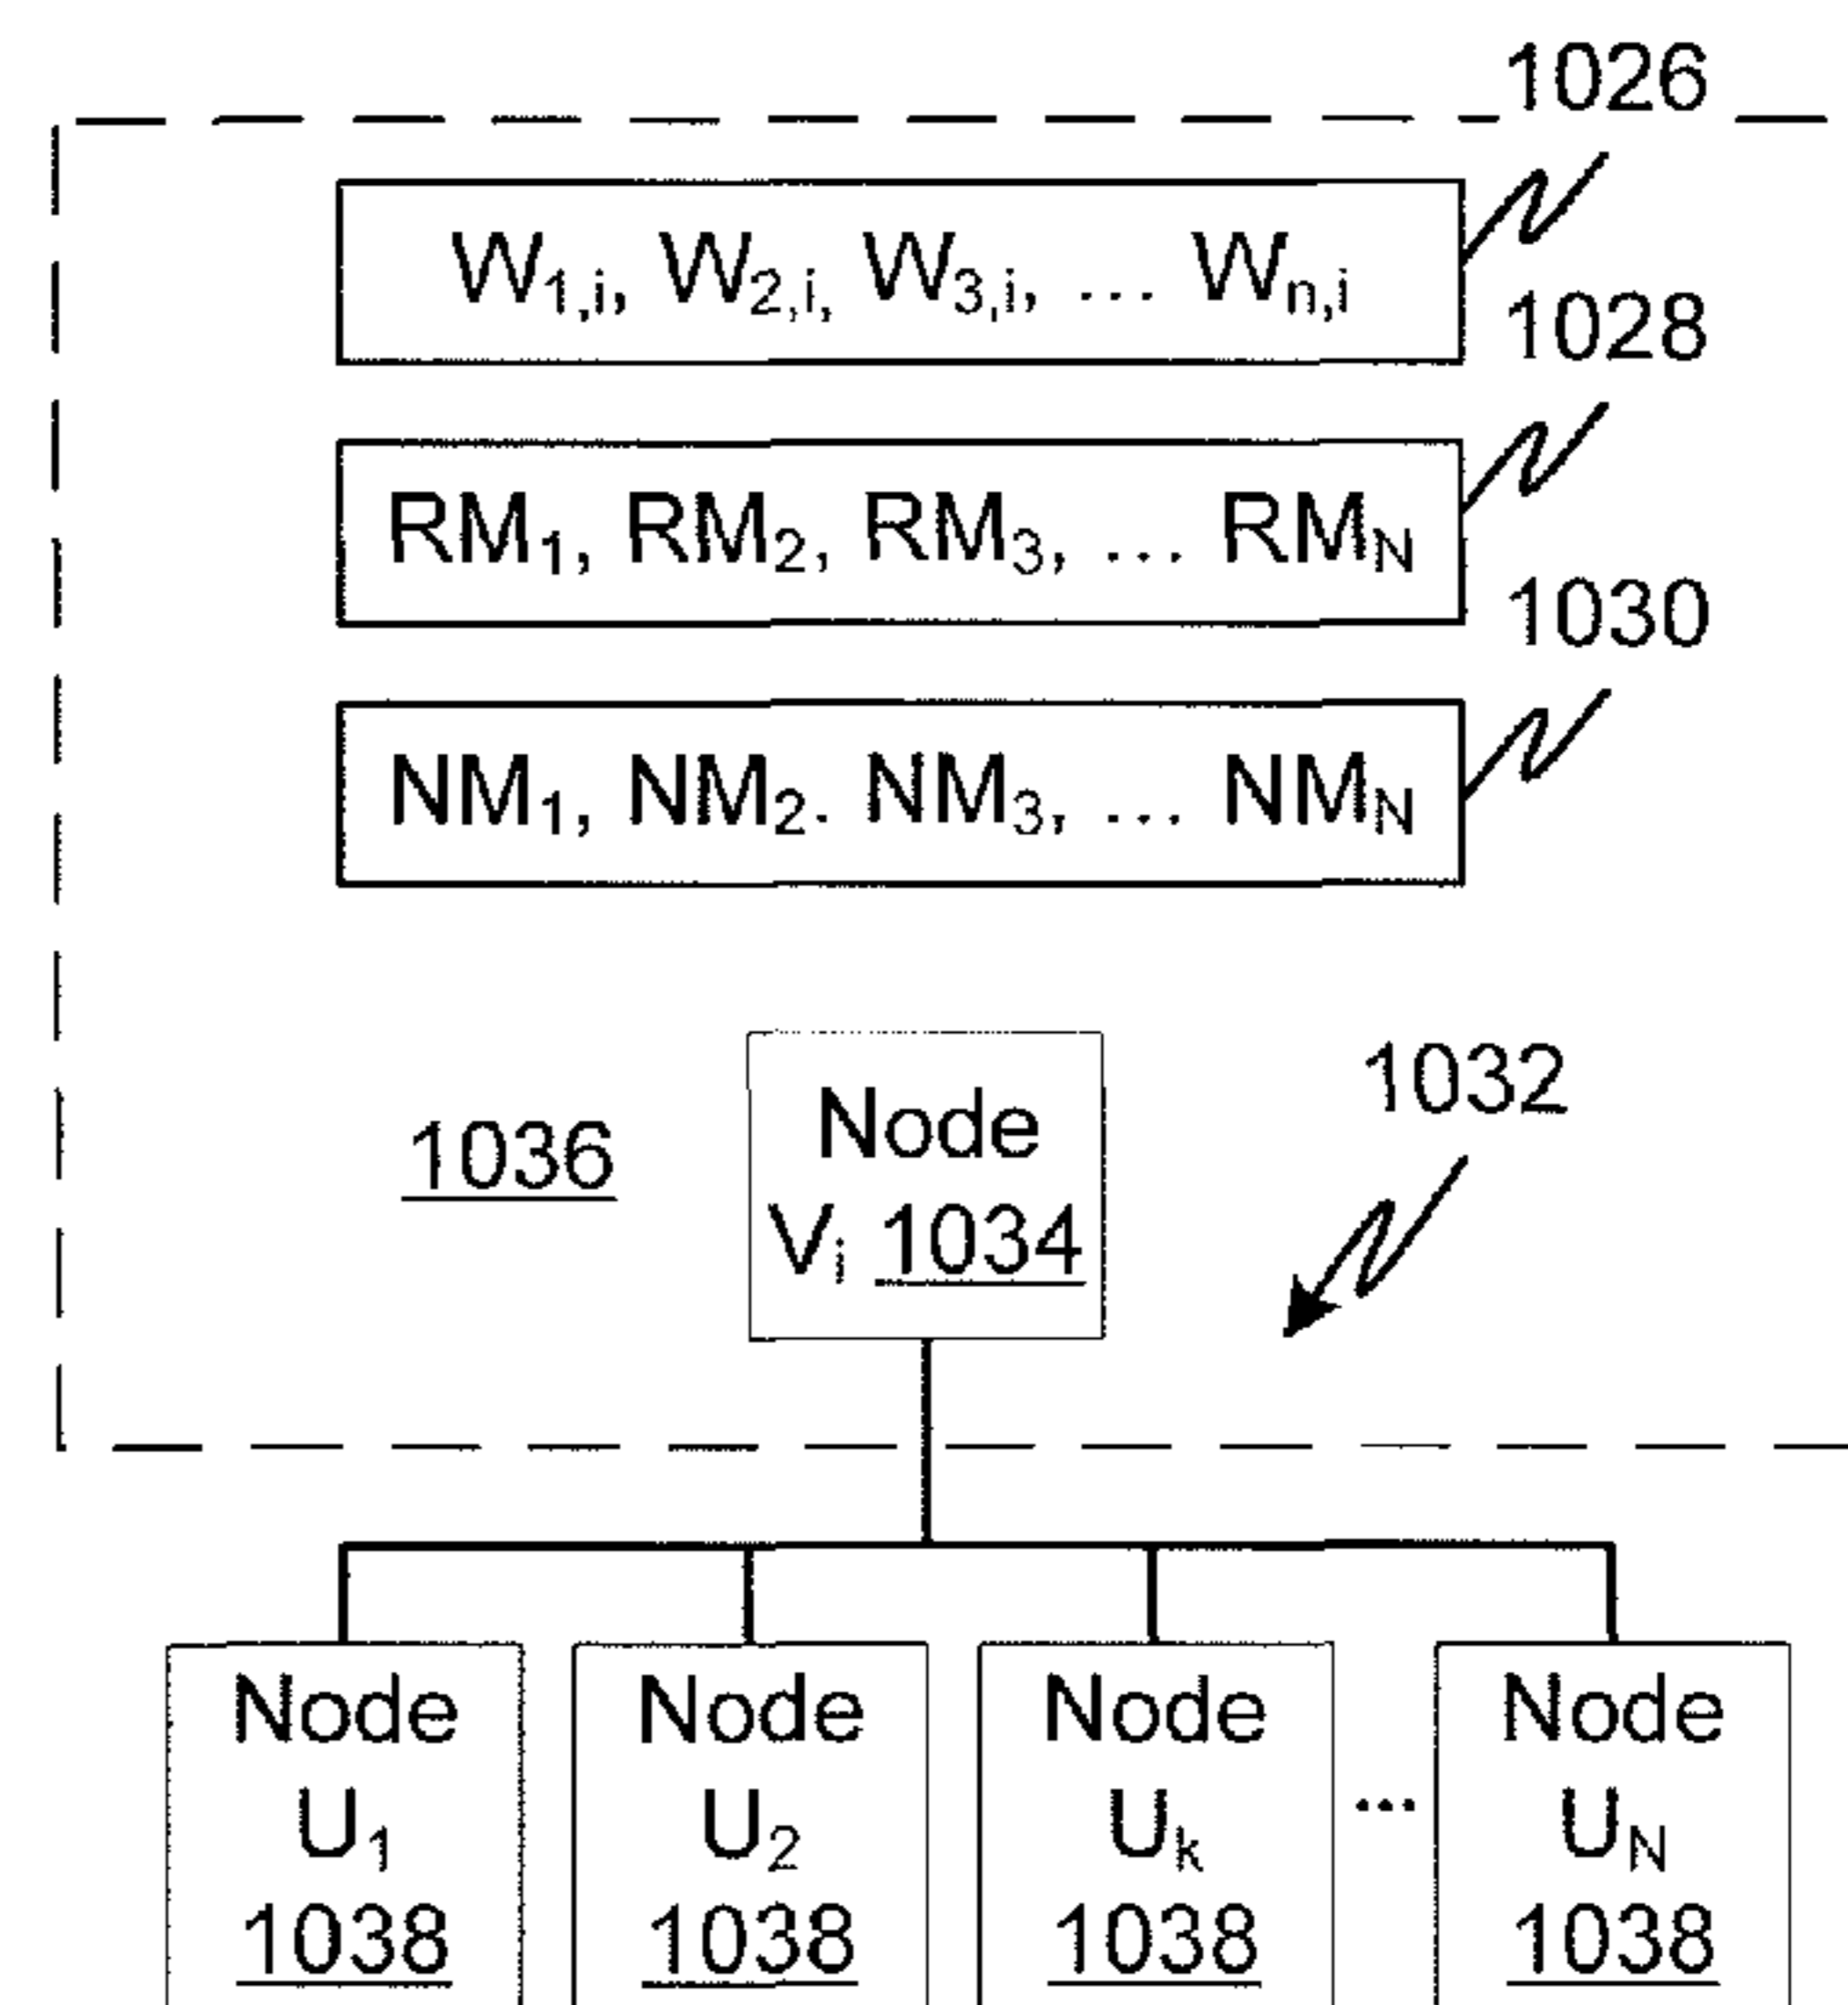 1026
W1,i, W2,i, W3,i, ... Wn,i
1028
RM1, RM2, RM3, ... RMN
1030
NM1, NM2. NM3, ... NMN
1032
1036
Node
Vi 1034
Node Node Node Node
U1 U2 Uk ... UN
1038 1038 1038 1038